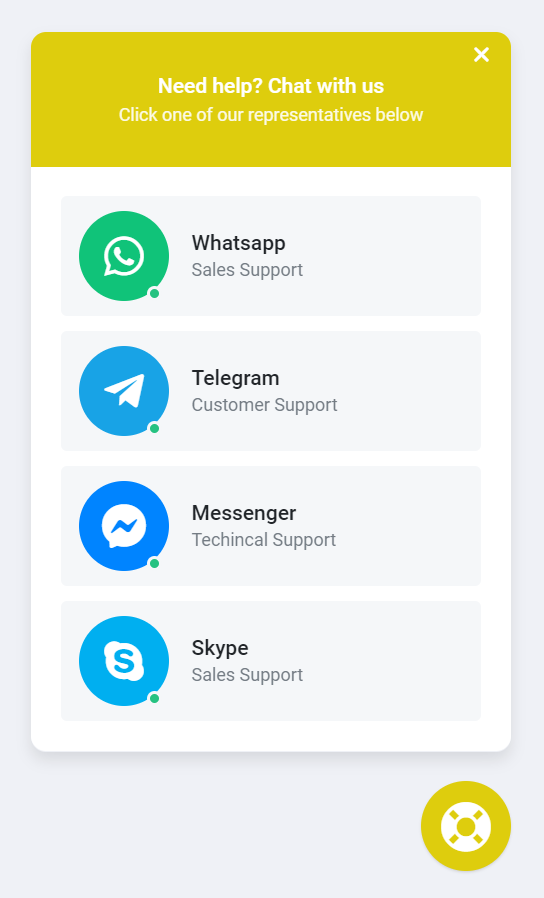 Need help? Chat with us
Click one of our representatives below
Whatsapp
Sales Support
Telegram
Customer Support
Messenger
Techincal Support
Skype
Sales Support